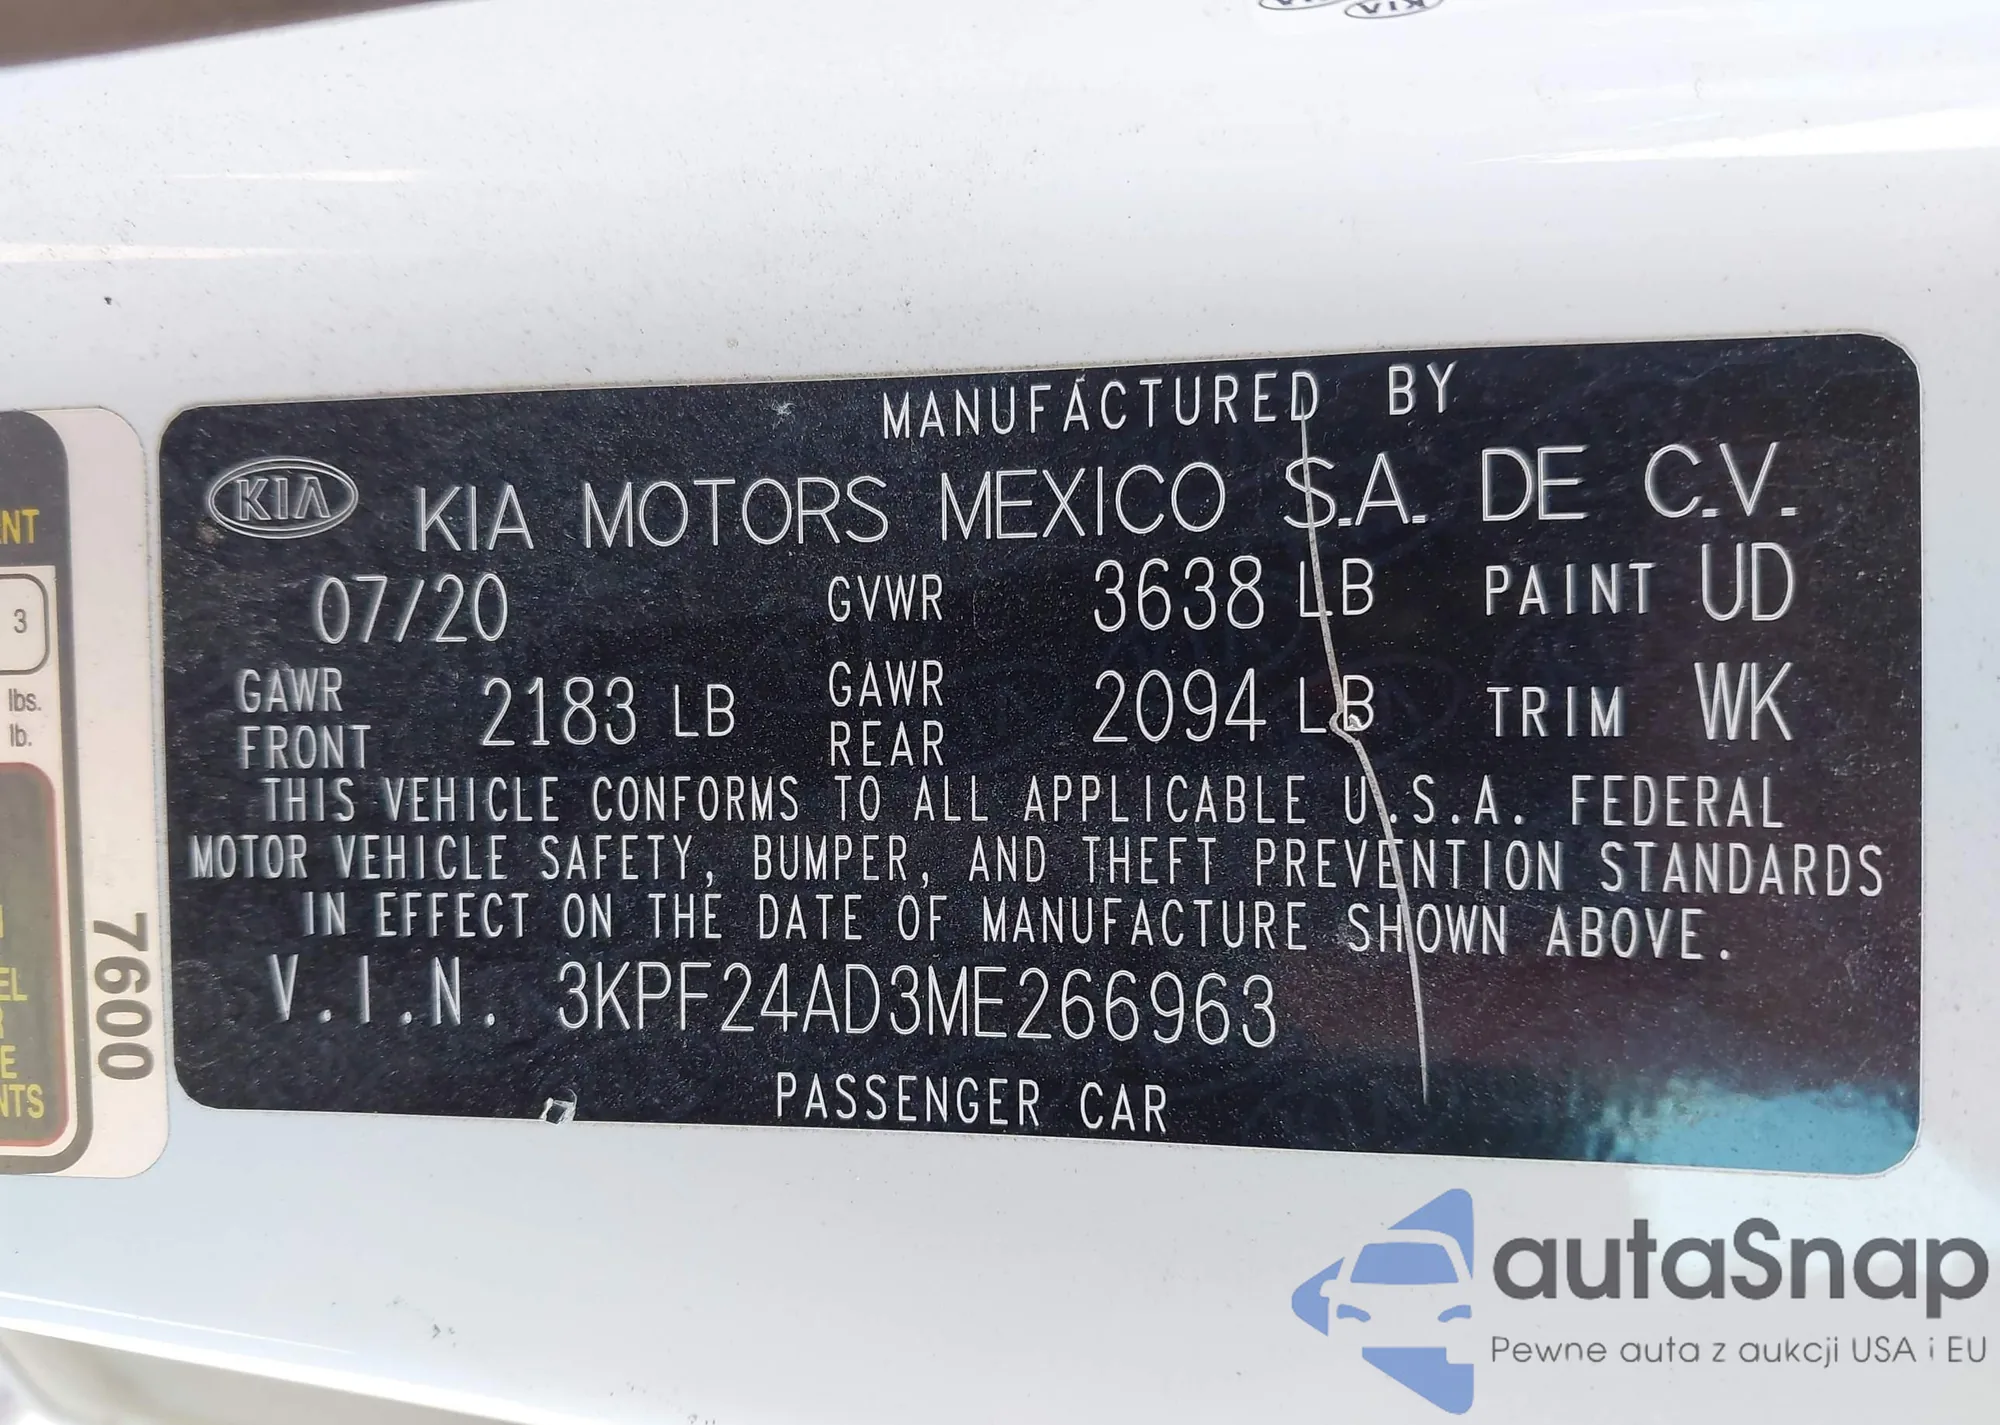 MANUFACTURED BY
KIA KIA MOTORS MEXICO S.A. DE C.V.
07/20 GVWR 3638 LB PAINT UD
GAWR FRONT 2183 LB GAWR REAR 2094 LB TRIM WK
THIS VEHICLE CONFORMS TO ALL APPLICABLE U.S.A. FEDERAL
MOTOR VEHICLE SAFETY, BUMPER, AND THEFT PREVENTION STANDARDS
IN EFFECT ON THE DATE OF MANUFACTURE SHOWN ABOVE.
V.I.N. 3KPF24AD3ME266963
PASSENGER CAR
3
lbs.
lb.
7600
autaSnap
Pewne auta z aukcji USA i EU